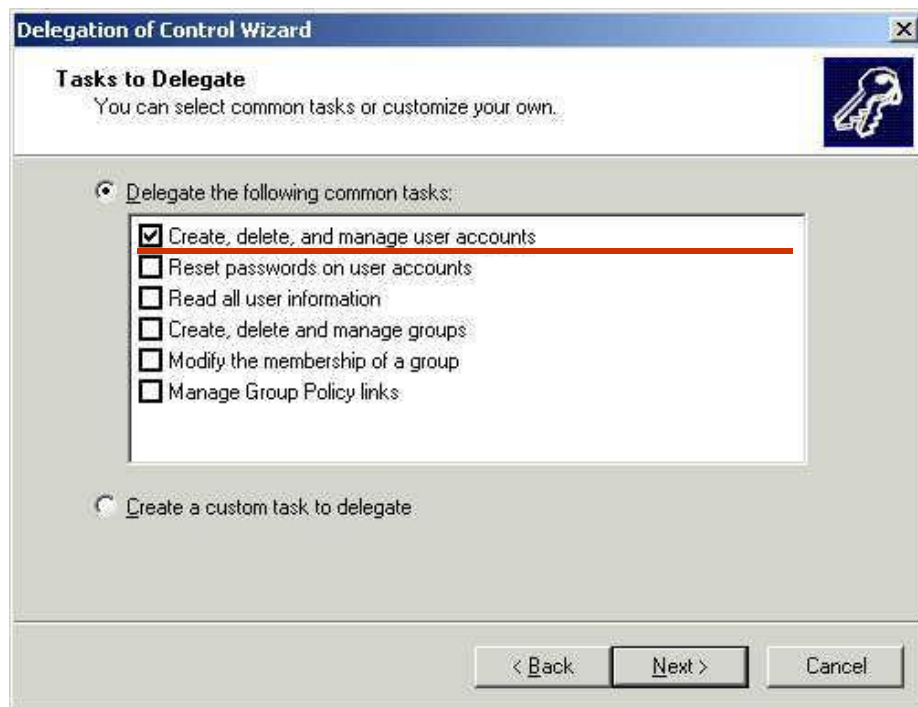 Delegation of Control Wizard
Tasks to Delegate
You can select common tasks or customize your own.
Delegate the following common tasks:
Create, delete, and manage user accounts
Reset passwords on user accounts
Read all user information
Create, delete and manage groups
Modify the membership of a group
Manage Group Policy links
Create a custom task to delegate
< Back Next > Cancel